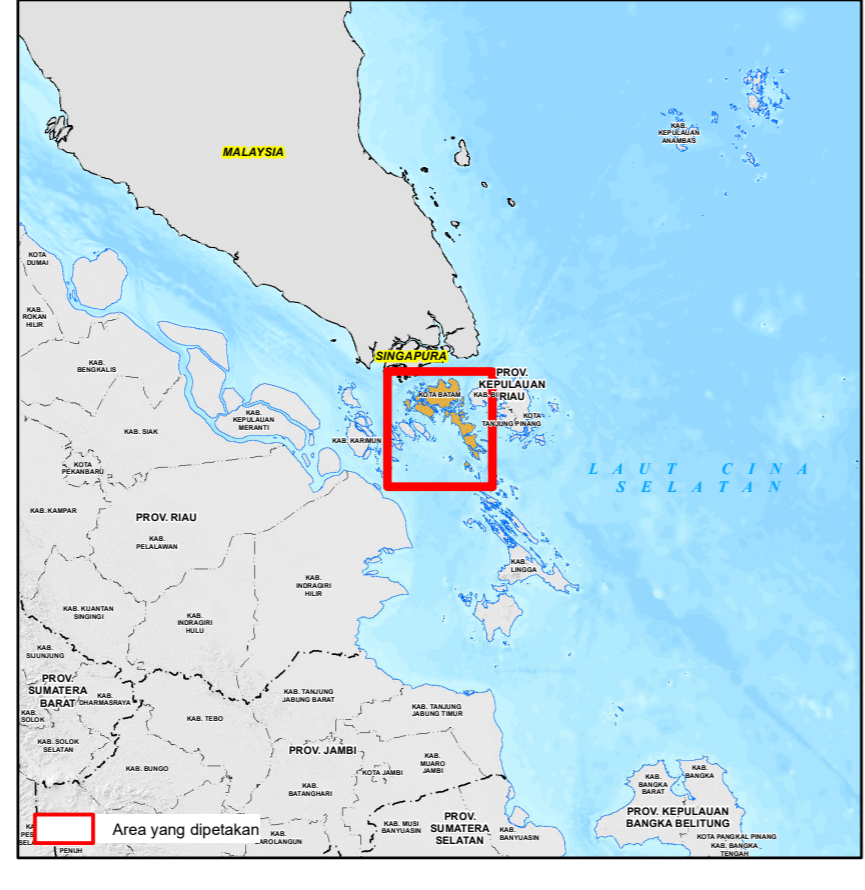 KAB.
KEPULAUAN
ANAMBAS
MALAYSIA
KOTA
DUMAI
KAB.
ROKAN
HILIR
KAB.
BENGKALIS
SINGAPURA
PROV.
KEPULAUAN
RIAU
KOTA BATAM
KAB.
KOTA
TANJUNG PINANG
KAB.
KEPULAUAN
MERANTI
KAB. KARIMUN
KAB. SIAK
KOTA
PEKANBARU
LAUT CINA
SELATAN
KAB. KAMPAR
PROV. RIAU
KAB.
PELALAWAN
KAB.
LINGGA
KAB.
INDRAGIRI
HILIR
KAB. KUANTAN
SINGINGI
KAB.
INDRAGIRI
HULU
KAB.
SIJUNJUNG
PROV.
SUMATERA
BARAT
KAB.
DHARMASRAYA
KAB.
SOLOK
KAB. SOLOK
SELATAN
KAB. TEBO
KAB. TANJUNG
JABUNG BARAT
KAB. TANJUNG
JABUNG TIMUR
PROV. JAMBI
KAB. BUNGO
KOTA JAMBI
KAB.
MUARO
JAMBI
KAB.
BATANGHARI
KAB.
BANGKA
BARAT
KAB.
BANGKA
PROV. KEPULAUAN
BANGKA BELITUNG
KOTA PANGKAL PINANG
KAB. BANGKA
TENGAH
KAB. MUSI
BANYUASIN
PROV.
SUMATERA
SELATAN
KAB.
BANYUASIN
KAB.
AROLANGUN
PENUH
Area yang dipetakan